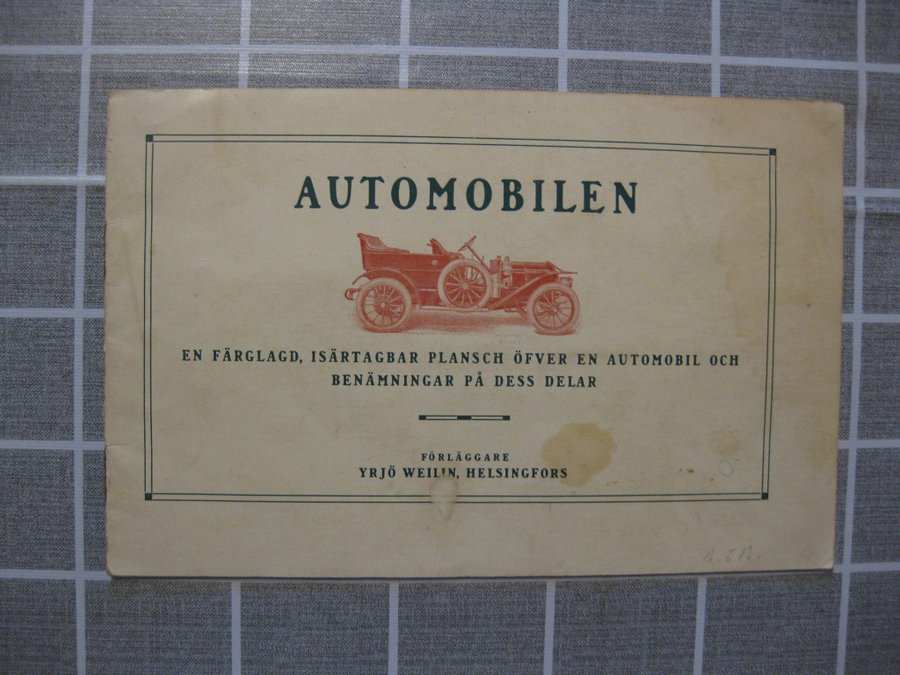 AUTOMOBILEN
EN FÄRGLAGD, ISÄRTAGBAR PLANSCH ÖFVER EN AUTOMOBIL OCH
BENÄMNINGAR PÅ DESS DELAR
FÖRLÄGGARE
YRJÖ WEILIN, HELSINGFORS